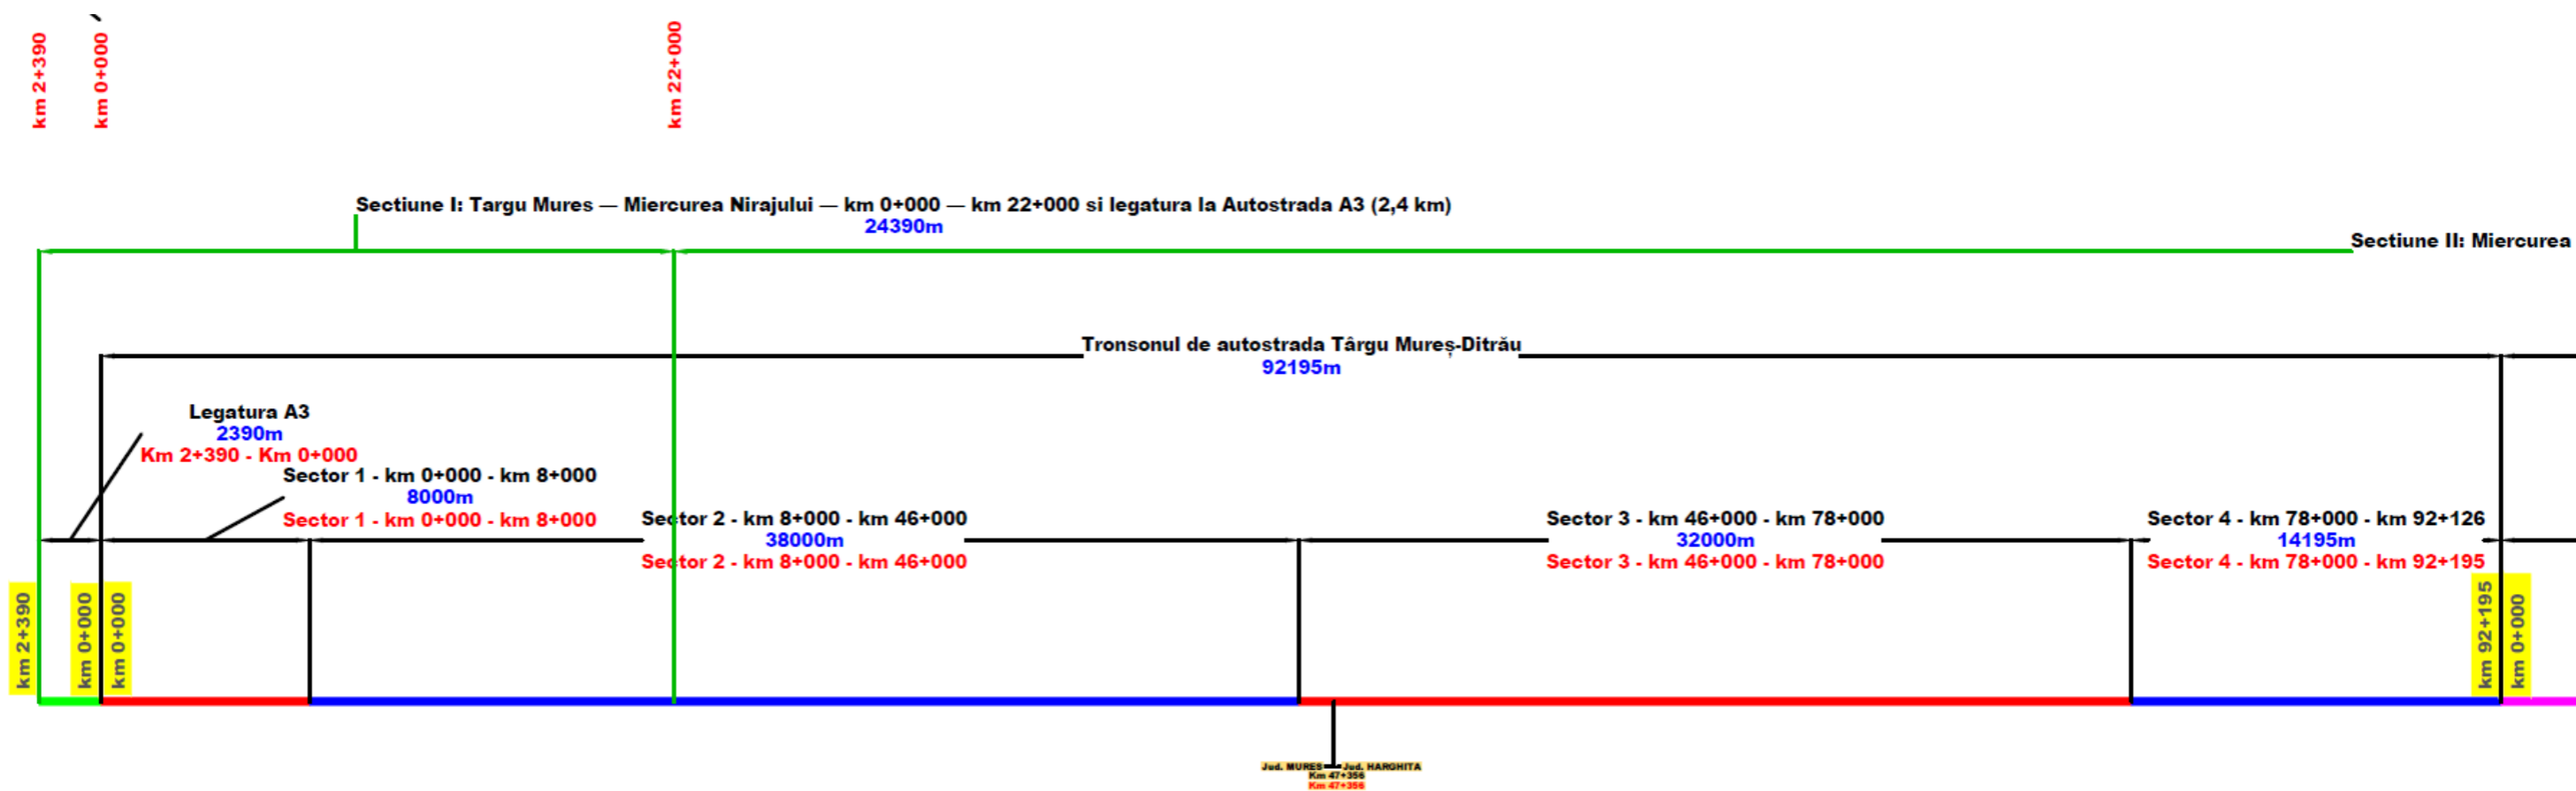 km 2+390
km 0+000
km 22+000
Sectiune I: Targu Mures — Miercurea Nirajului — km 0+000 — km 22+000 si legatura la Autostrada A3 (2,4 km)
24390m
Sectiune II: Miercurea
Tronsonul de autostrada Târgu Mureș-Ditrău
92195m
Legatura A3
2390m
Km 2+390 - Km 0+000
Sector 1 - km 0+000 - km 8+000
8000m
Sector 1 - km 0+000 - km 8+000
Sector 2 - km 8+000 - km 46+000
38000m
Sector 2 - km 8+000 - km 46+000
Sector 3 - km 46+000 - km 78+000
32000m
Sector 3 - km 46+000 - km 78+000
Sector 4 - km 78+000 - km 92+126
14195m
Sector 4 - km 78+000 - km 92+195
km 2+390
km 0+000
km 0+000
km 92+195
km 0+000
Jud. MURES
Jud. HARGHITA
Km 47+356
Km 47+356